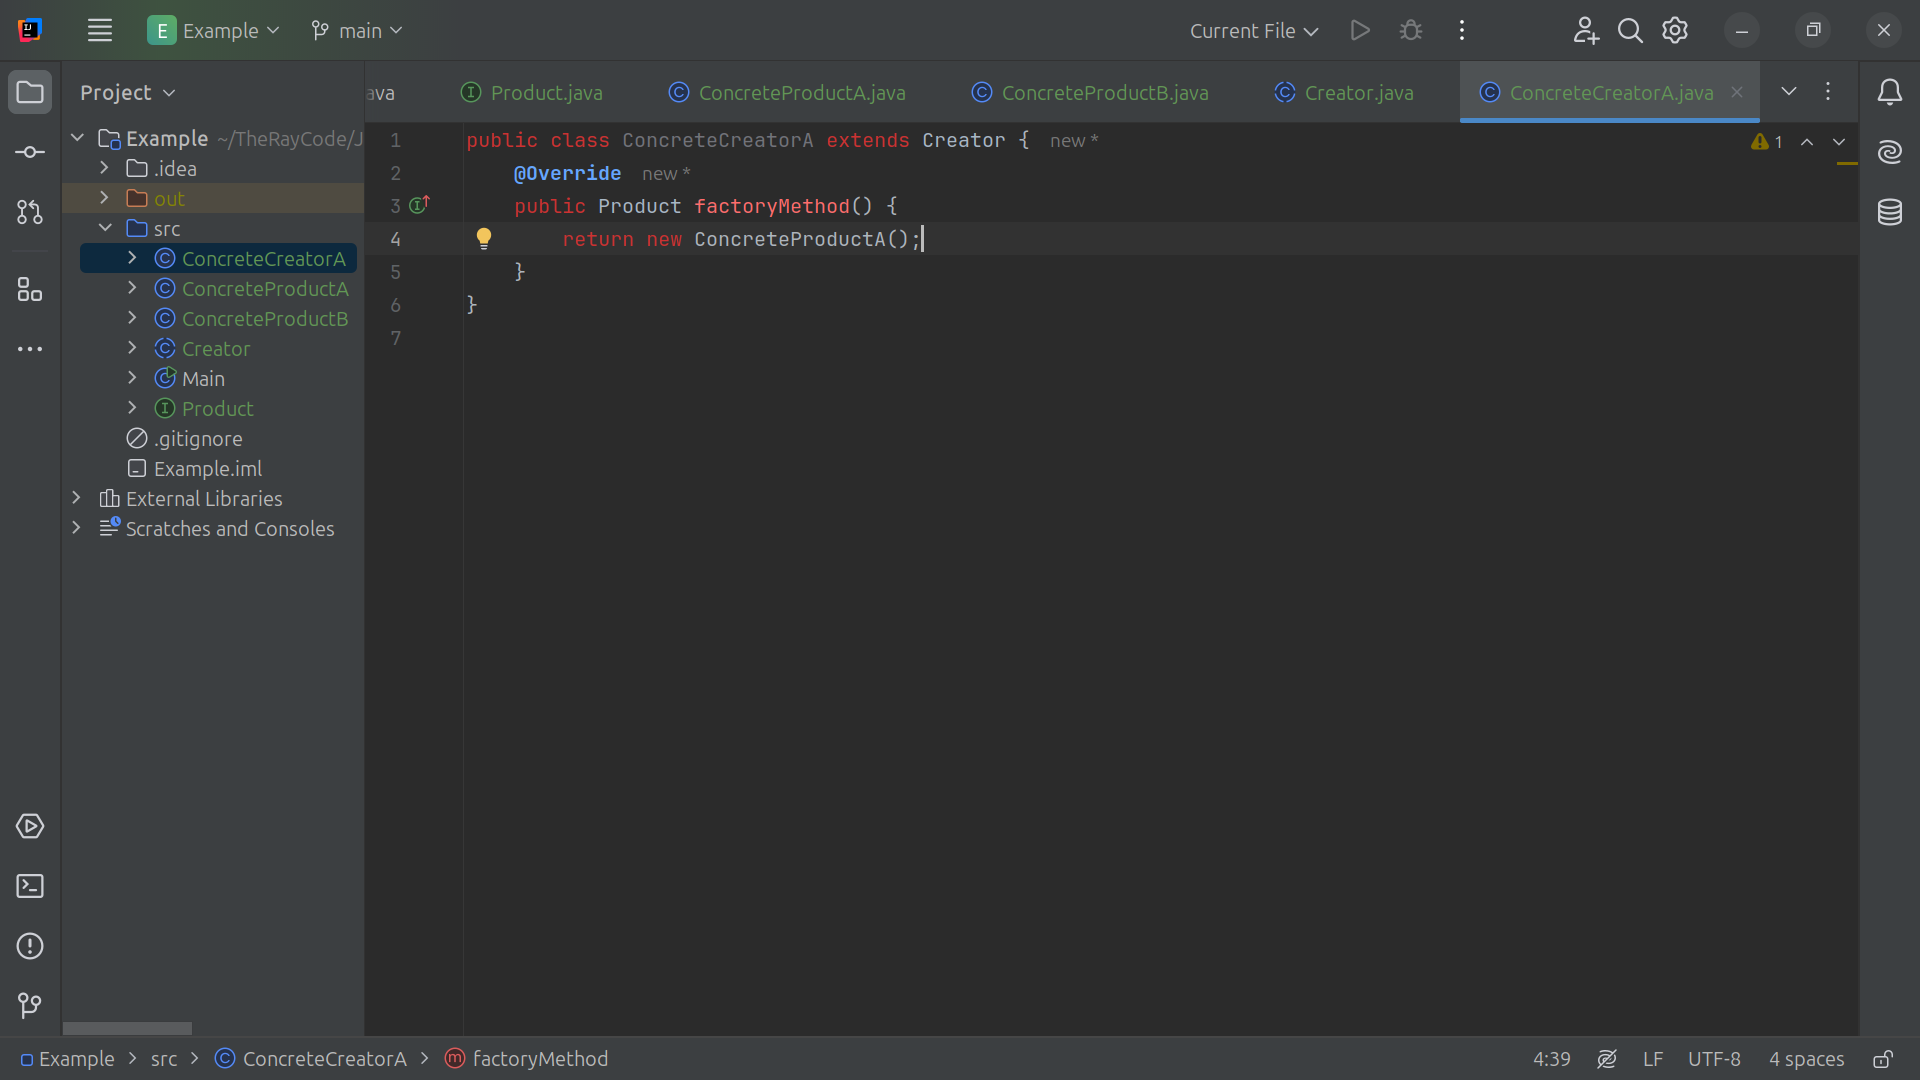 E Example main Current File
Project
ava Product.java ConcreteProductA.java ConcreteProductB.java Creator.java ConcreteCreatorA.java
Example ~/TheRayCode/J
.idea
out
src
ConcreteCreatorA
ConcreteProductA
ConcreteProductB
Creator
Main
Product
.gitignore
Example.iml
External Libraries
Scratches and Consoles
1 public class ConcreteCreatorA extends Creator { new *
2 @Override new *
3 public Product factoryMethod() {
4 return new ConcreteProductA();
5 }
6 }
7
1
Example > src > ConcreteCreatorA > factoryMethod
4:39 LF UTF-8 4 spaces